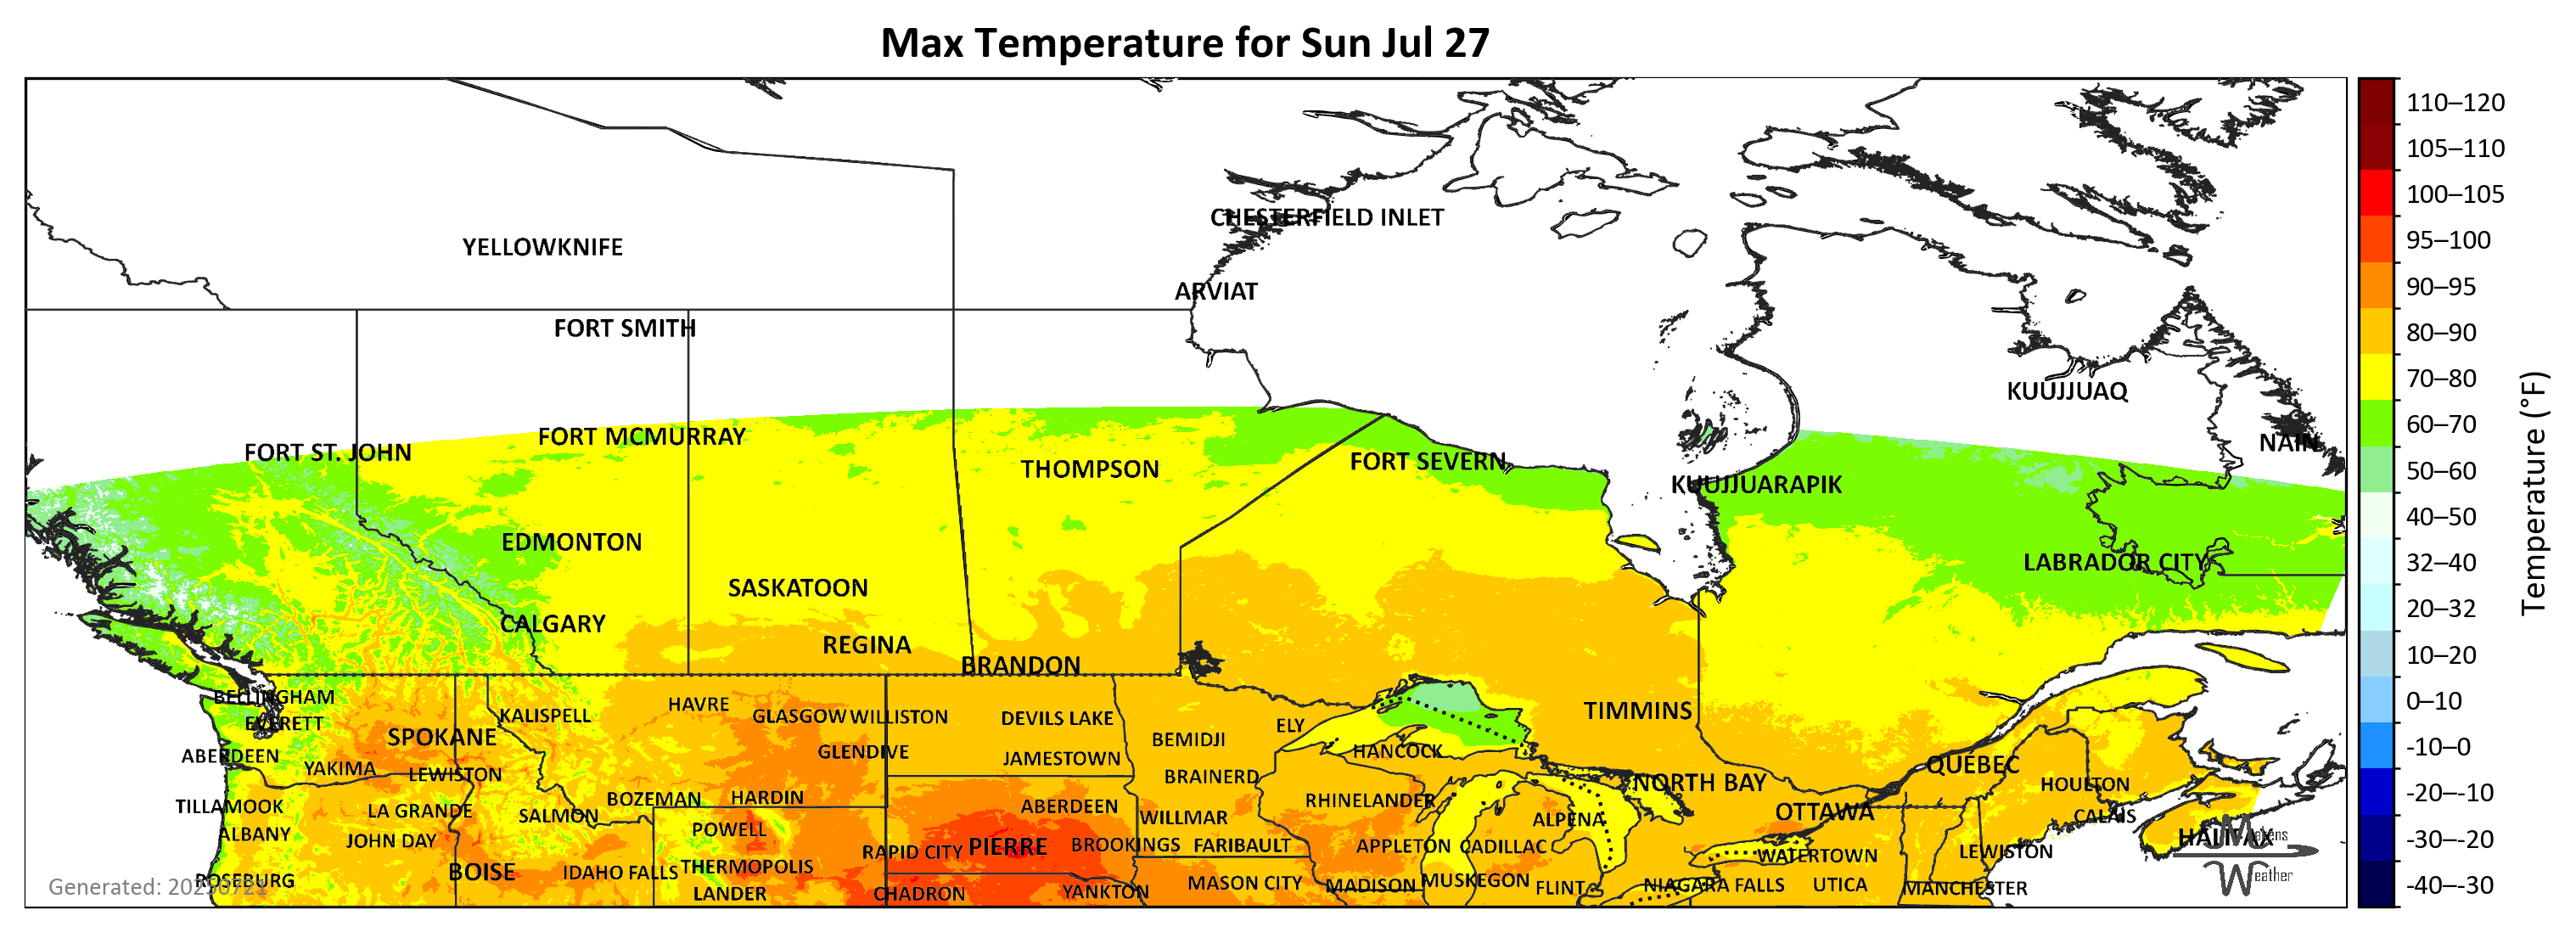 Max Temperature for Sun Jul 27
110–120
105–110
CHESTERFIELD INLET
100–105
YELLOWKNIFE
95–100
ARVIAT
90–95
FORT SMITH
80–90
KUUJJUAQ
70–80
FORT MCMURRAY
NAIN
60–70
FORT ST. JOHN
THOMPSON
FORT SEVERN
50–60
KUUJJUARAPIK
Temperature (°F)
40–50
EDMONTON
LABRADOR CITY
32–40
SASKATOON
20–32
CALGARY
REGINA
BRANDON
10–20
BELLINGHAM
HAVRE
0–10
KALISPELL
GLASGOW
WILLISTON
DEVILS LAKE
TIMMINS
EVERETT
ELY
SPOKANE
BEMIDJI
-10–0
ABERDEEN
GLENDIVE
JAMESTOWN
HANCOCK
QUÉBEC
YAKIMA
LEWISTON
BRAINERD
NORTH BAY
HOULTON
-20–-10
TILLAMOOK
LA GRANDE
SALMON
BOZEMAN
HARDIN
ABERDEEN
RHINELANDER
OTTAWA
CALAIS
WILLMAR
ALPENA
ALBANY
JOHN DAY
POWELL
HALIFAX
Matens
Weather
-30–-20
RAPID CITY
PIERRE
BROOKINGS
FARIBAULT
APPLETON
CADILLAC
WATERTOWN
LEWISTON
BOISE
IDAHO FALLS
THERMOPOLIS
ROSEBURG
Generated: 20250721
LANDER
CHADRON
YANKTON
MASON CITY
MADISON
MUSKEGON
FLINT
NIAGARA FALLS
UTICA
MANCHESTER
-40–-30